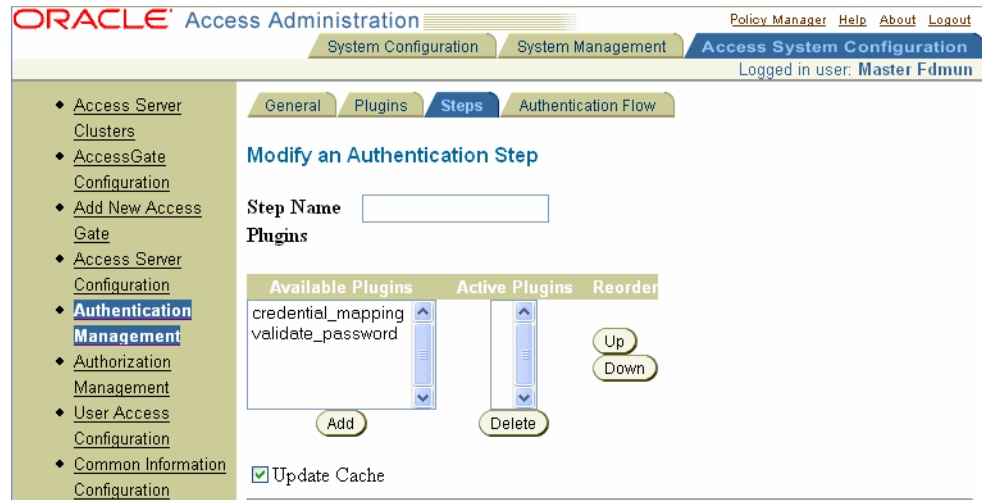 ORACLE Access Administration
Policy Manager Help About Logout
System Configuration System Management Access System Configuration
Logged in user: Master Fdmun
Access Server
Clusters
AccessGate
Configuration
Add New Access
Gate
Access Server
Configuration
Authentication
Management
Authorization
Management
User Access
Configuration
Common Information
Configuration
General Plugins Steps Authentication Flow
Modify an Authentication Step
Step Name
Plugins
Available Plugins Active Plugins Reorder
credential_mapping
validate_password
Up
Down
Add Delete
Update Cache